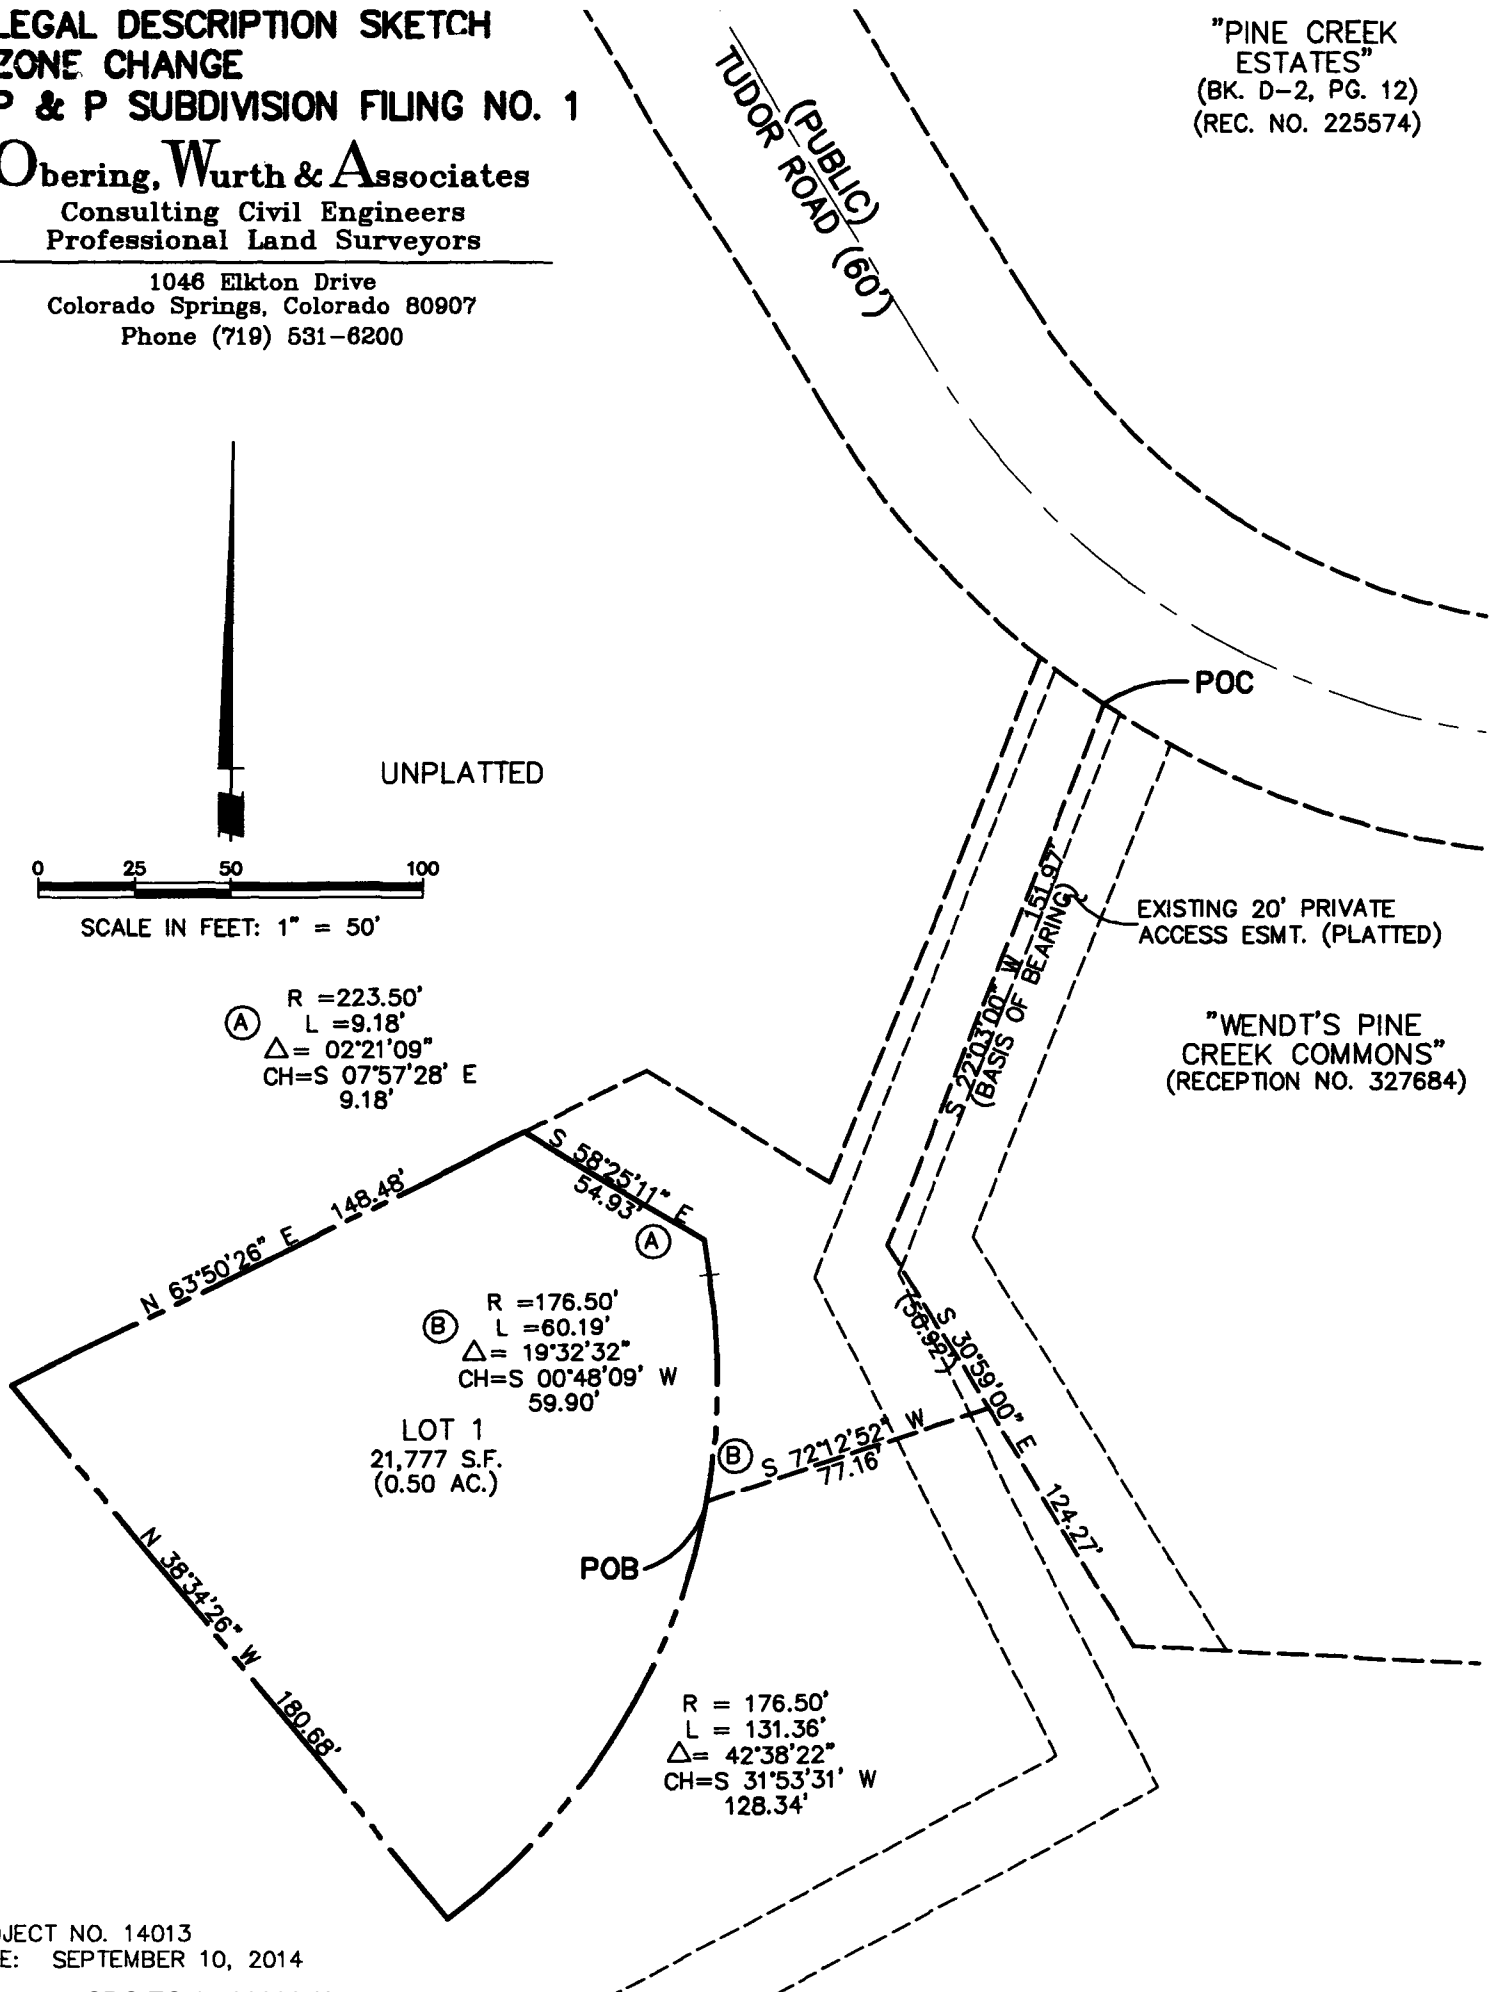 LEGAL DESCRIPTION SKETCH
ZONE CHANGE
P & P SUBDIVISION FILING NO. 1
Obering, Wurth & Associates
Consulting Civil Engineers
Professional Land Surveyors
1046 Elkton Drive
Colorado Springs, Colorado 80907
Phone (719) 531-6200
"PINE CREEK
ESTATES"
(BK. D-2, PG. 12)
(REC. NO. 225574)
(PUBLIC)
TUDOR ROAD (60')
POC
UNPLATTED
0 25 50 100
SCALE IN FEET: 1" = 50'
S 22°03'00" W 151.97'
(BASIS OF BEARING)
EXISTING 20' PRIVATE
ACCESS ESMT. (PLATTED)
"WENDT'S PINE
CREEK COMMONS"
(RECEPTION NO. 327684)
A
R =223.50'
L =9.18'
△= 02°21'09"
CH=S 07°57'28' E
9.18'
N 63°50'26" E 148.48'
S 58°25'11" E
54.93'
A
B
R =176.50'
L =60.19'
△= 19°32'32"
CH=S 00°48'09' W
59.90'
LOT 1
21,777 S.F.
(0.50 AC.)
B
S 72°12'52" W
77.16'
S 30°59'00" E 124.27'
(50.92')
POB
N 38°34'26" W 180.68'
R = 176.50'
L = 131.36'
△= 42°38'22"
CH=S 31°53'31' W
128.34'
JECT NO. 14013
E: SEPTEMBER 10, 2014